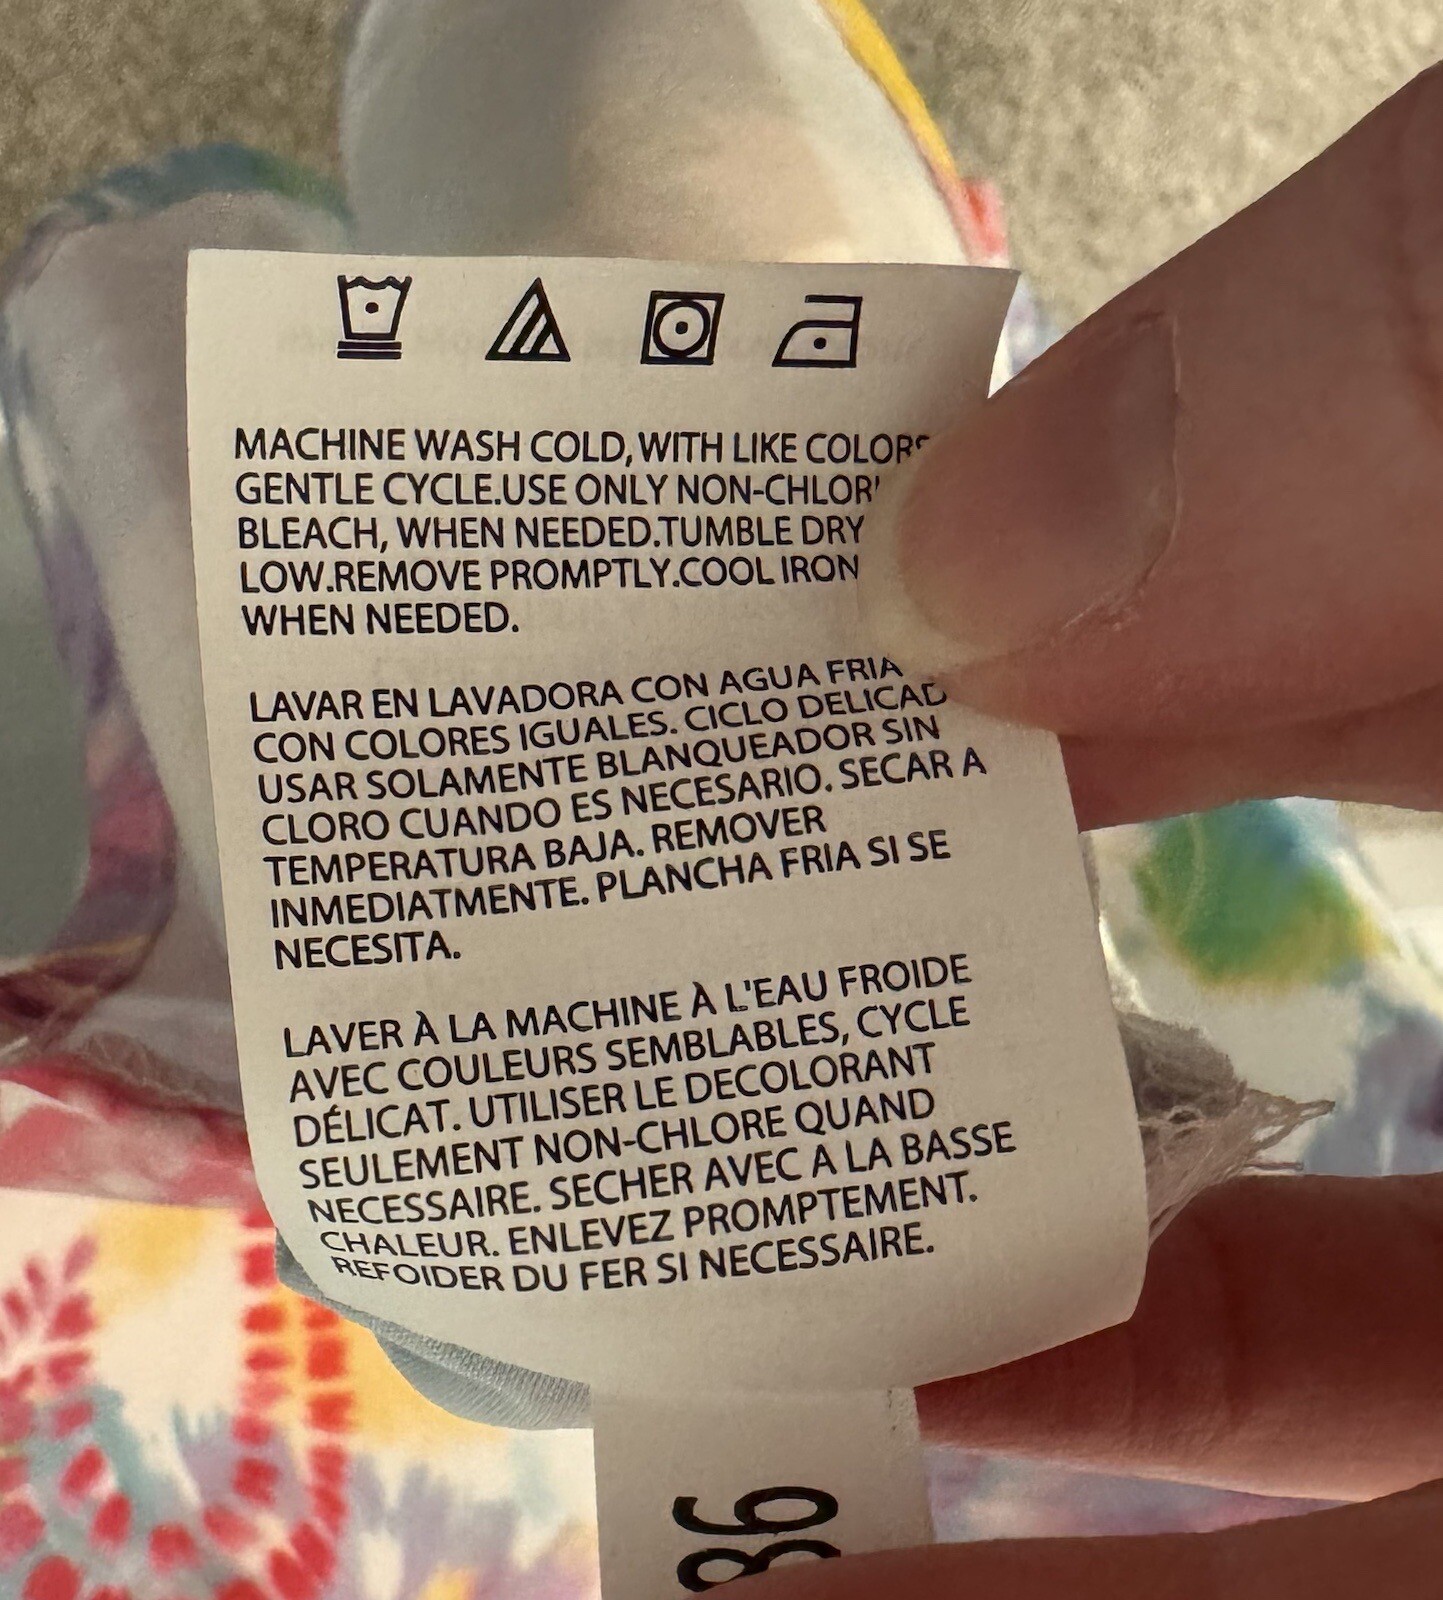 MACHINE WASH COLD, WITH LIKE COLORS
GENTLE CYCLE.USE ONLY NON-CHLORI
BLEACH, WHEN NEEDED.TUMBLE DRY
LOW.REMOVE PROMPTLY.COOL IRON
WHEN NEEDED.
LAVAR EN LAVADORA CON AGUA FRIA
CON COLORES IGUALES. CICLO DELICAD
USAR SOLAMENTE BLANQUEADOR SIN
CLORO CUANDO ES NECESARIO. SECAR A
TEMPERATURA BAJA. REMOVER
INMEDIATMENTE. PLANCHA FRIA SI SE
NECESITA.
LAVER À LA MACHINE À L'EAU FROIDE
AVEC COULEURS SEMBLABLES, CYCLE
DÉLICAT. UTILISER LE DECOLORANT
SEULEMENT NON-CHLORE QUAND
NECESSAIRE. SECHER AVEC A LA BASSE
CHALEUR. ENLEVEZ PROMPTEMENT.
REFOIDER DU FER SI NECESSAIRE.